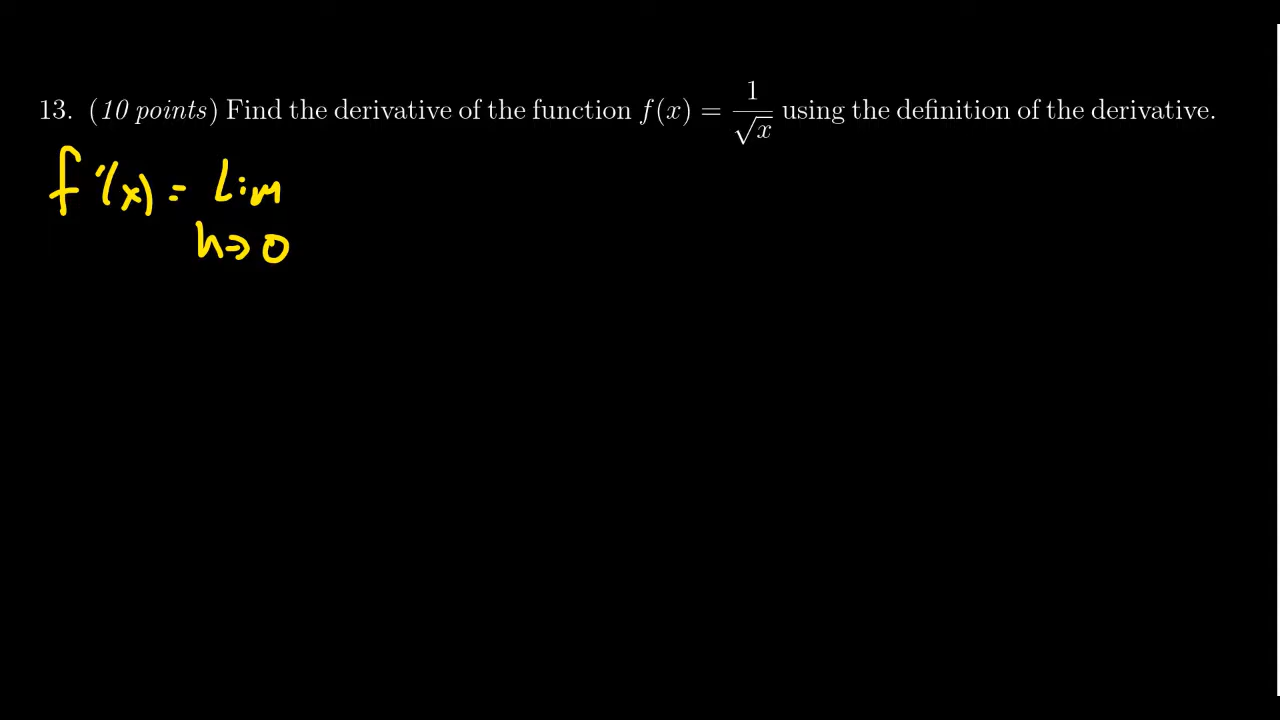 13. (10 points) Find the derivative of the function f(x) = 1/√x using the definition of the derivative.
f'(x) = Lim
h→0